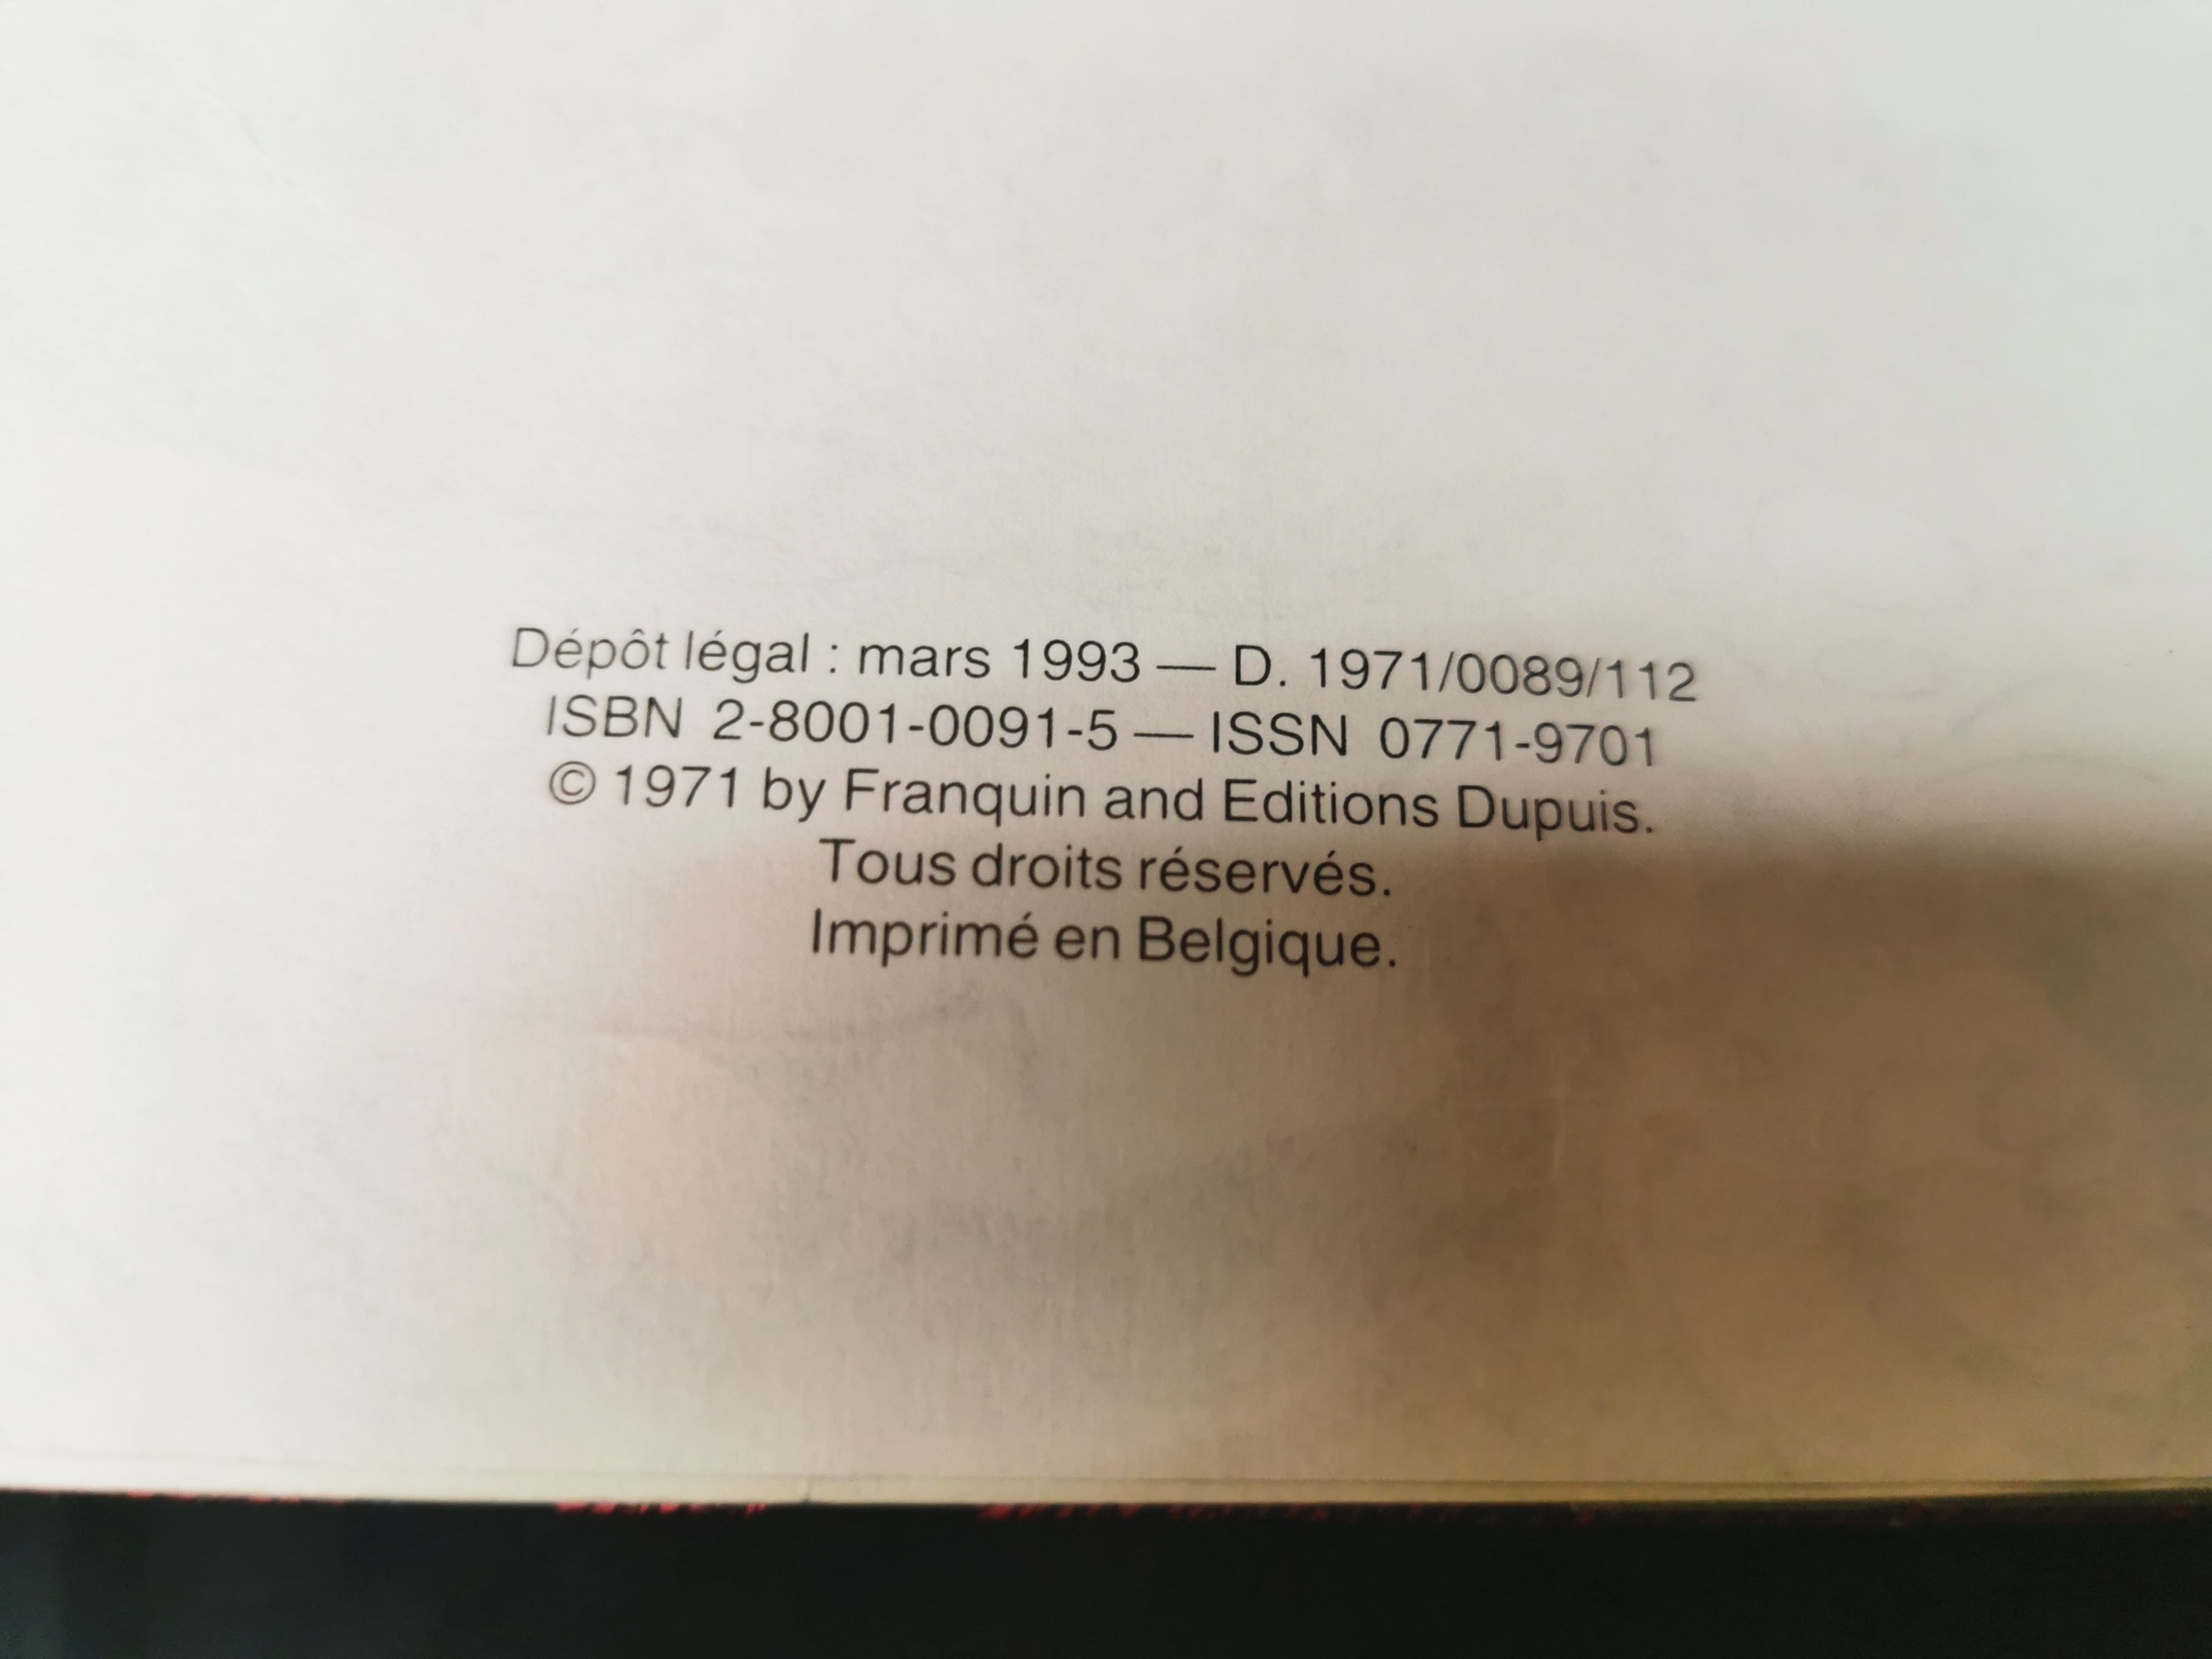 Dépôt légal : mars 1993 — D. 1971/0089/112
ISBN 2-8001-0091-5 — ISSN 0771-9701
© 1971 by Franquin and Editions Dupuis.
Tous droits réservés.
Imprimé en Belgique.